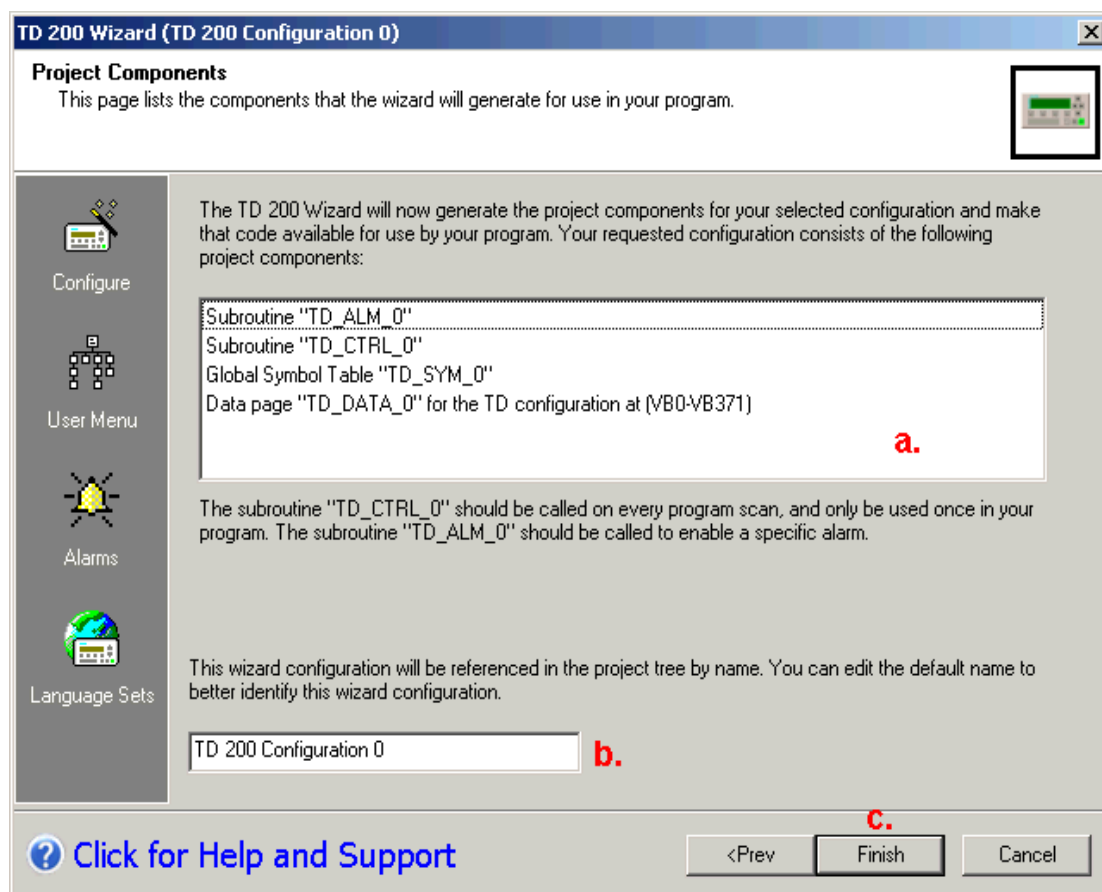 TD 200 Wizard (TD 200 Configuration 0)
Project Components
This page lists the components that the wizard will generate for use in your program.
Configure
User Menu
Alarms
Language Sets
The TD 200 Wizard will now generate the project components for your selected configuration and make
that code available for use by your program. Your requested configuration consists of the following
project components:
Subroutine "TD_ALM_0"
Subroutine "TD_CTRL_0"
Global Symbol Table "TD_SYM_0"
Data page "TD_DATA_0" for the TD configuration at (VB0-VB371)
a.
The subroutine "TD_CTRL_0" should be called on every program scan, and only be used once in your
program. The subroutine "TD_ALM_0" should be called to enable a specific alarm.
This wizard configuration will be referenced in the project tree by name. You can edit the default name to
better identify this wizard configuration.
TD 200 Configuration 0
b.
c.
Click for Help and Support
<Prev
Finish
Cancel